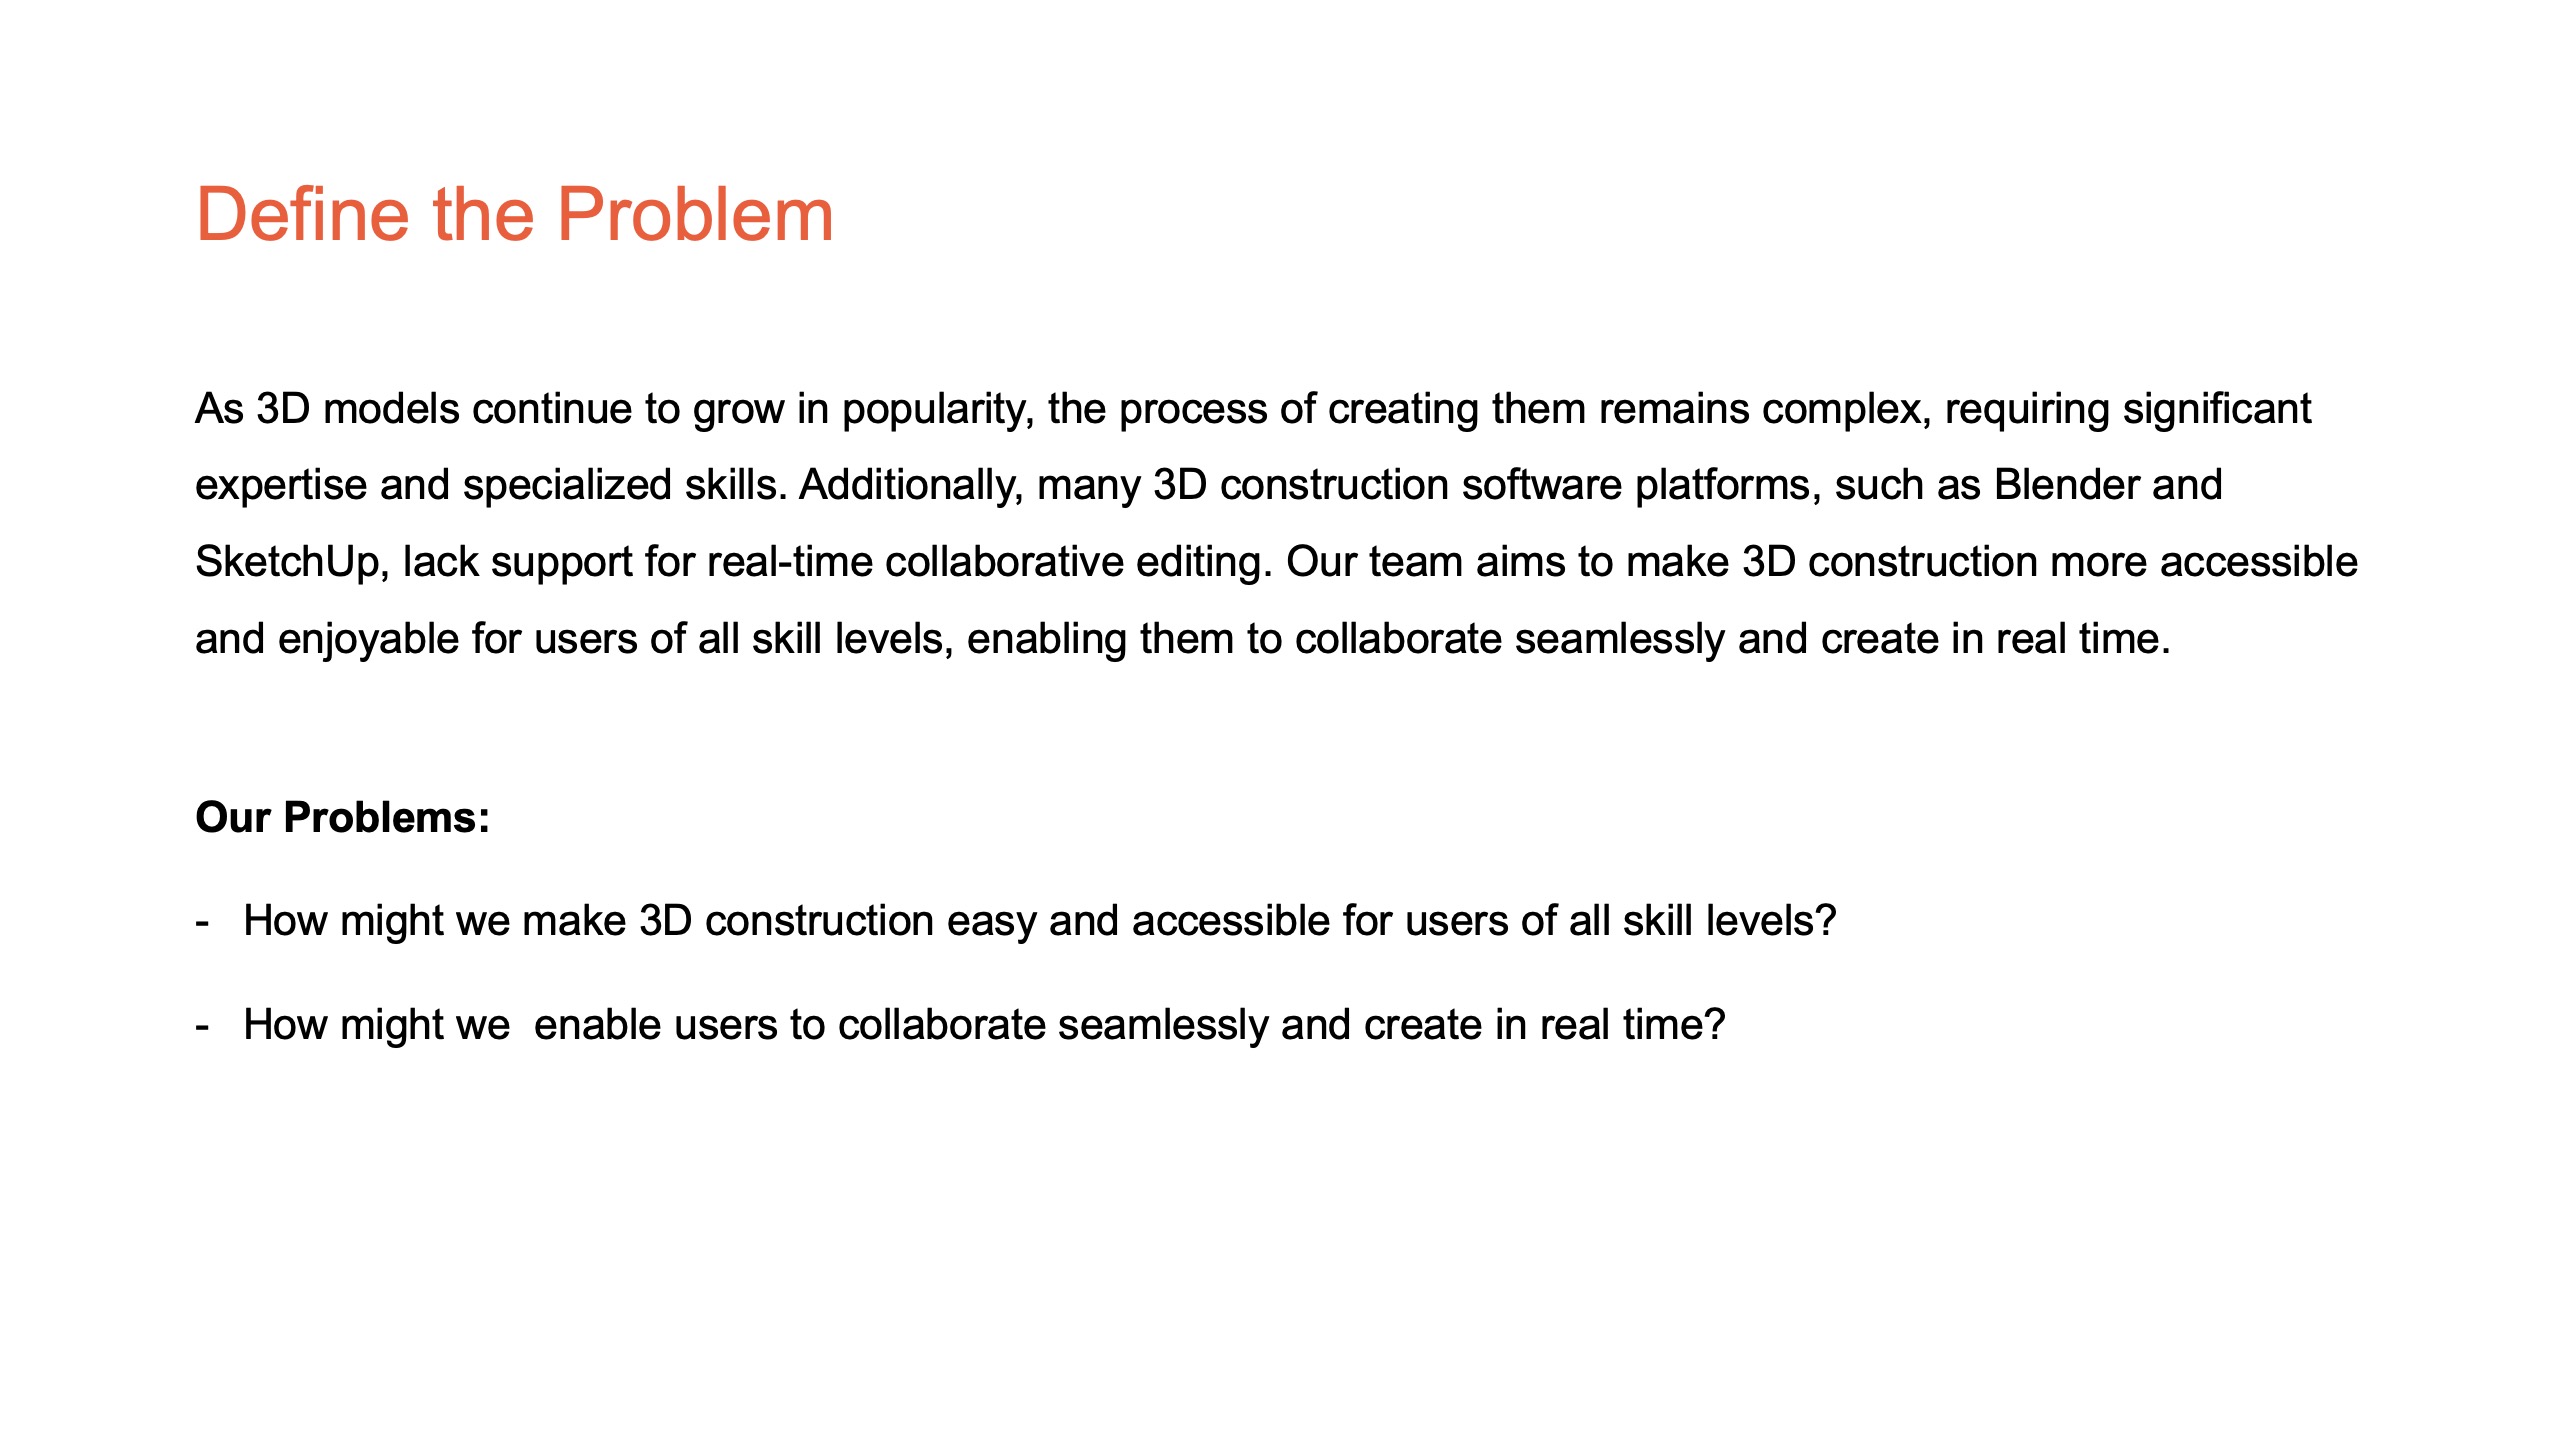 Define the Problem
As 3D models continue to grow in popularity, the process of creating them remains complex, requiring significant
expertise and specialized skills. Additionally, many 3D construction software platforms, such as Blender and
SketchUp, lack support for real-time collaborative editing. Our team aims to make 3D construction more accessible
and enjoyable for users of all skill levels, enabling them to collaborate seamlessly and create in real time.
Our Problems:
- How might we make 3D construction easy and accessible for users of all skill levels?
- How might we  enable users to collaborate seamlessly and create in real time?